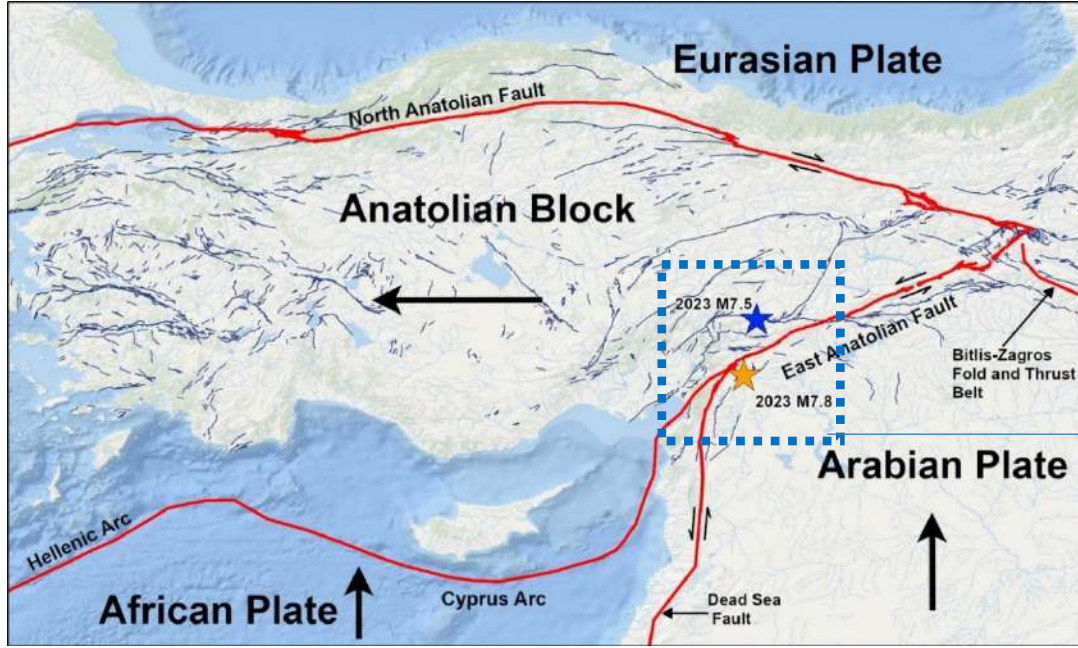 Eurasian Plate
North Anatolian Fault
Anatolian Block
2023 M7.5
East Anatolian Fault
2023 M7.8
Bitlis-Zagros
Fold and Thrust
Belt
Arabian Plate
Hellenic Arc
African Plate
Cyprus Arc
Dead Sea
Fault